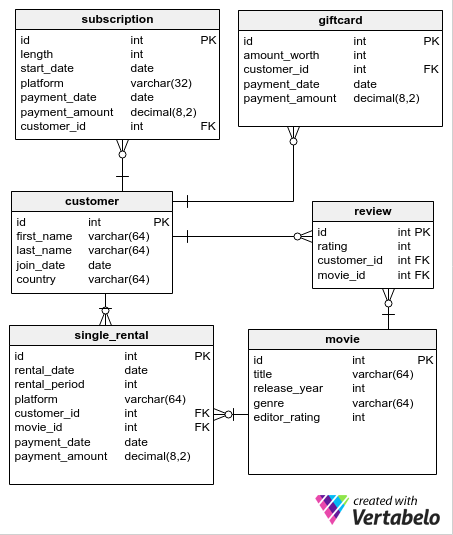 subscription
id int PK
length int
start_date date
platform varchar(32)
payment_date date
payment_amount decimal(8,2)
customer_id int FK
giftcard
id int PK
amount_worth int
customer_id int FK
payment_date date
payment_amount decimal(8,2)
customer
id int PK
first_name varchar(64)
last_name varchar(64)
join_date date
country varchar(64)
review
id int PK
rating int
customer_id int FK
movie_id int FK
single_rental
id int PK
rental_date date
rental_period int
platform varchar(64)
customer_id int FK
movie_id int FK
payment_date date
payment_amount decimal(8,2)
movie
id int PK
title varchar(64)
release_year int
genre varchar(64)
editor_rating int
created with
Vertabelo